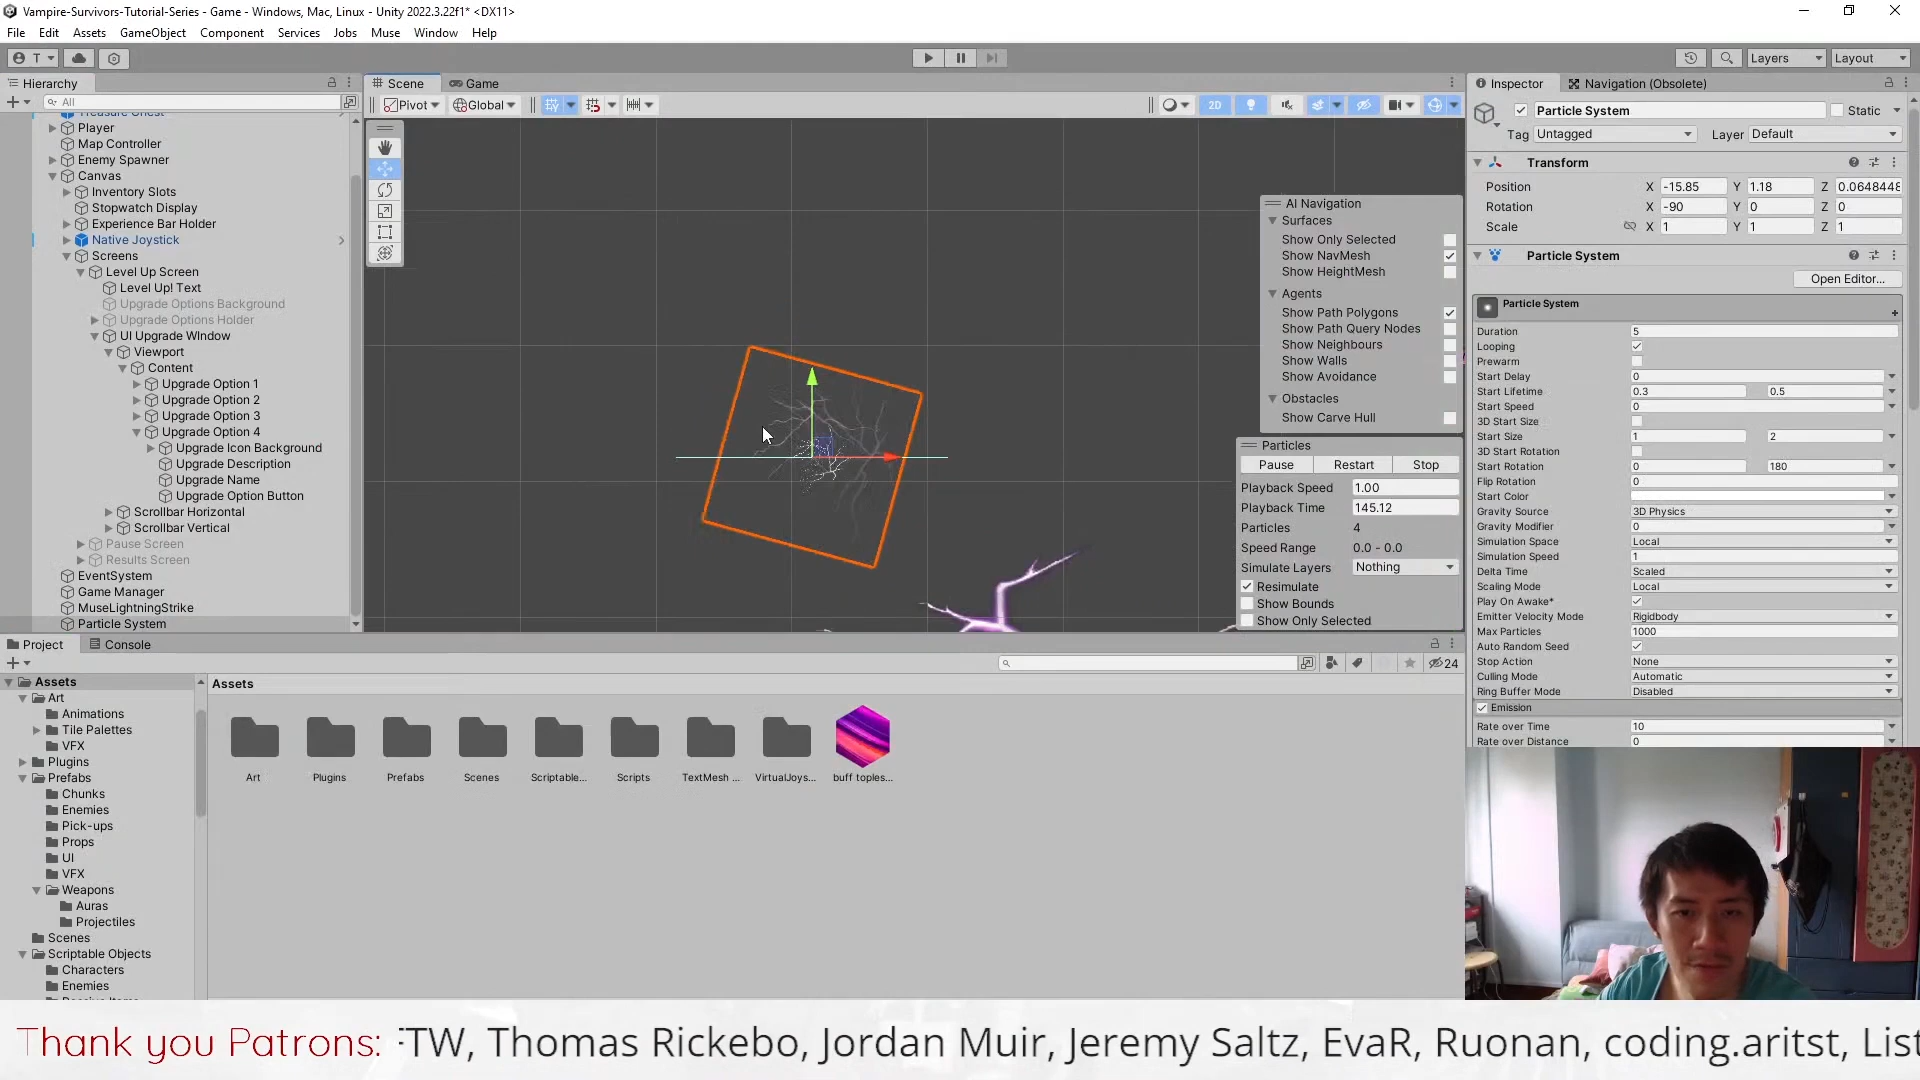 Vampire-Survivors-Tutorial-Series - Game - Windows, Mac, Linux - Unity 2022.3.22f1* <DX11>
File Edit Assets GameObject Component Services Jobs Muse Window Help
T
Layers Layout
Hierarchy
All
Treasure Chest
Player
Map Controller
Enemy Spawner
Canvas
Inventory Slots
Stopwatch Display
Experience Bar Holder
Native Joystick
Screens
Level Up Screen
Level Up! Text
Upgrade Options Background
Upgrade Options Holder
UI Upgrade WIndow
Viewport
Content
Upgrade Option 1
Upgrade Option 2
Upgrade Option 3
Upgrade Option 4
Upgrade Icon Background
Upgrade Description
Upgrade Name
Upgrade Option Button
Scrollbar Horizontal
Scrollbar Vertical
Pause Screen
Results Screen
EventSystem
Game Manager
MuseLightningStrike
Particle System
Scene Game
Pivot Global
2D
AI Navigation
Surfaces
Show Only Selected
Show NavMesh
Show HeightMesh
Agents
Show Path Polygons
Show Path Query Nodes
Show Neighbours
Show Walls
Show Avoidance
Obstacles
Show Carve Hull
Particles
Pause Restart Stop
Playback Speed 1.00
Playback Time 145.12
Particles 4
Speed Range 0.0 - 0.0
Simulate Layers Nothing
Resimulate
Show Bounds
Show Only Selected
Inspector Navigation (Obsolete)
Particle System Static
Tag Untagged Layer Default
Transform
Position X -15.85 Y 1.18 Z 0.0648448
Rotation X -90 Y 0 Z 0
Scale X 1 Y 1 Z 1
Particle System
Open Editor...
Particle System
Duration 5
Looping
Prewarm
Start Delay 0
Start Lifetime 0.3 0.5
Start Speed 0
3D Start Size
Start Size 1 2
3D Start Rotation
Start Rotation 0 180
Flip Rotation 0
Start Color
Gravity Source 3D Physics
Gravity Modifier 0
Simulation Space Local
Simulation Speed 1
Delta Time Scaled
Scaling Mode Local
Play On Awake*
Emitter Velocity Mode Rigidbody
Max Particles 1000
Auto Random Seed
Stop Action None
Culling Mode Automatic
Ring Buffer Mode Disabled
Emission
Rate over Time 10
Rate over Distance 0
Project Console
24
Assets
Art
Animations
Tile Palettes
VFX
Plugins
Prefabs
Chunks
Enemies
Pick-ups
Props
UI
VFX
Weapons
Auras
Projectiles
Scenes
Scriptable Objects
Characters
Enemies
Assets
Art Plugins Prefabs Scenes Scriptable... Scripts TextMesh ... VirtualJoys... buff toples...
Thank you Patrons: FTW, Thomas Rickebo, Jordan Muir, Jeremy Saltz, EvaR, Ruonan, coding.aritst, List